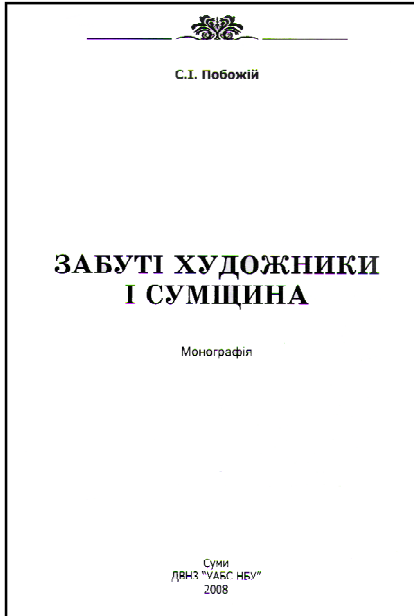 С.І. Побожій
ЗАБУТІ ХУДОЖНИКИ
І СУМЩИНА
Монографія
Суми
ДВНЗ "УАБС НБУ"
2008